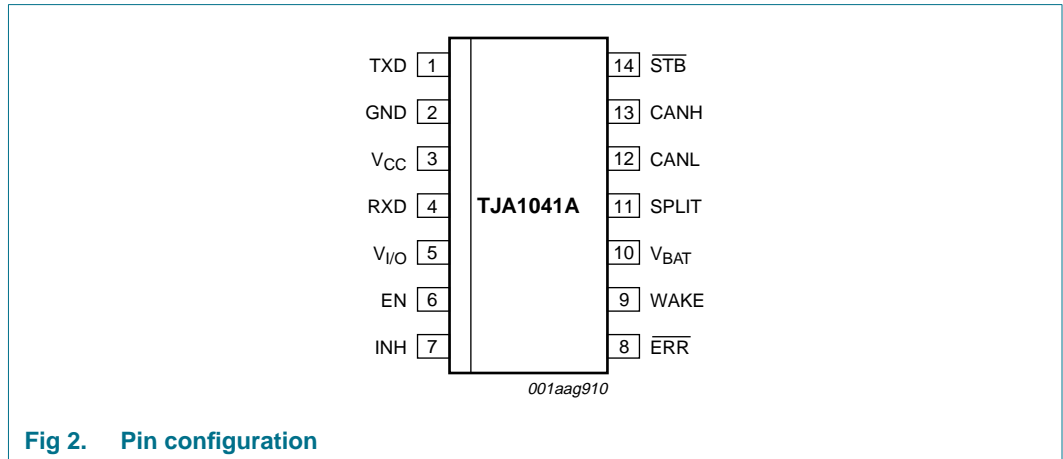 TXD 1 14 STB
GND 2 13 CANH
VCC 3 12 CANL
RXD 4 TJA1041A 11 SPLIT
VI/O 5 10 VBAT
EN 6 9 WAKE
INH 7 8 ERR
001aag910
Fig 2. Pin configuration